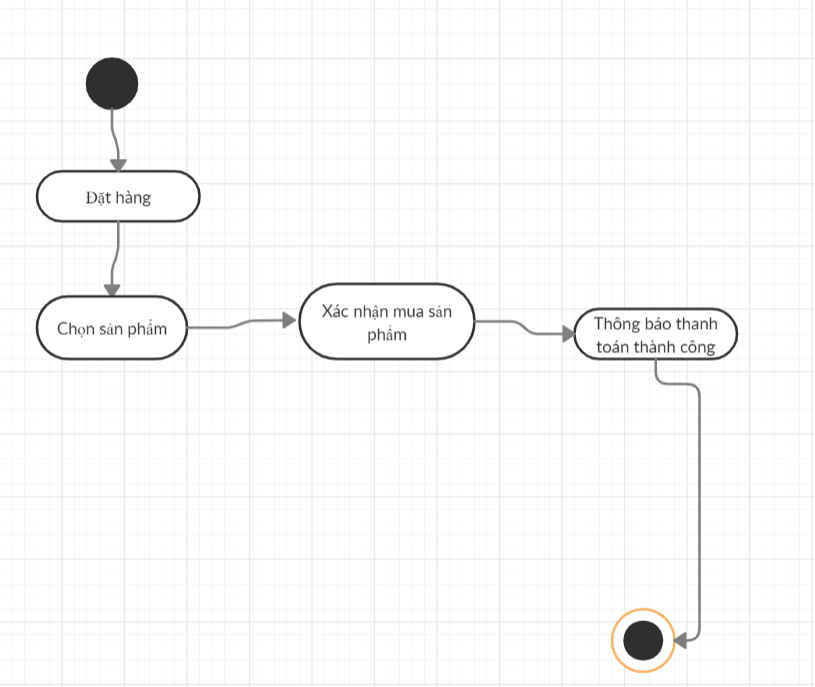 Đặt hàng
Chọn sản phẩm
Xác nhận mua sản
phẩm
Thông báo thanh
toán thành công